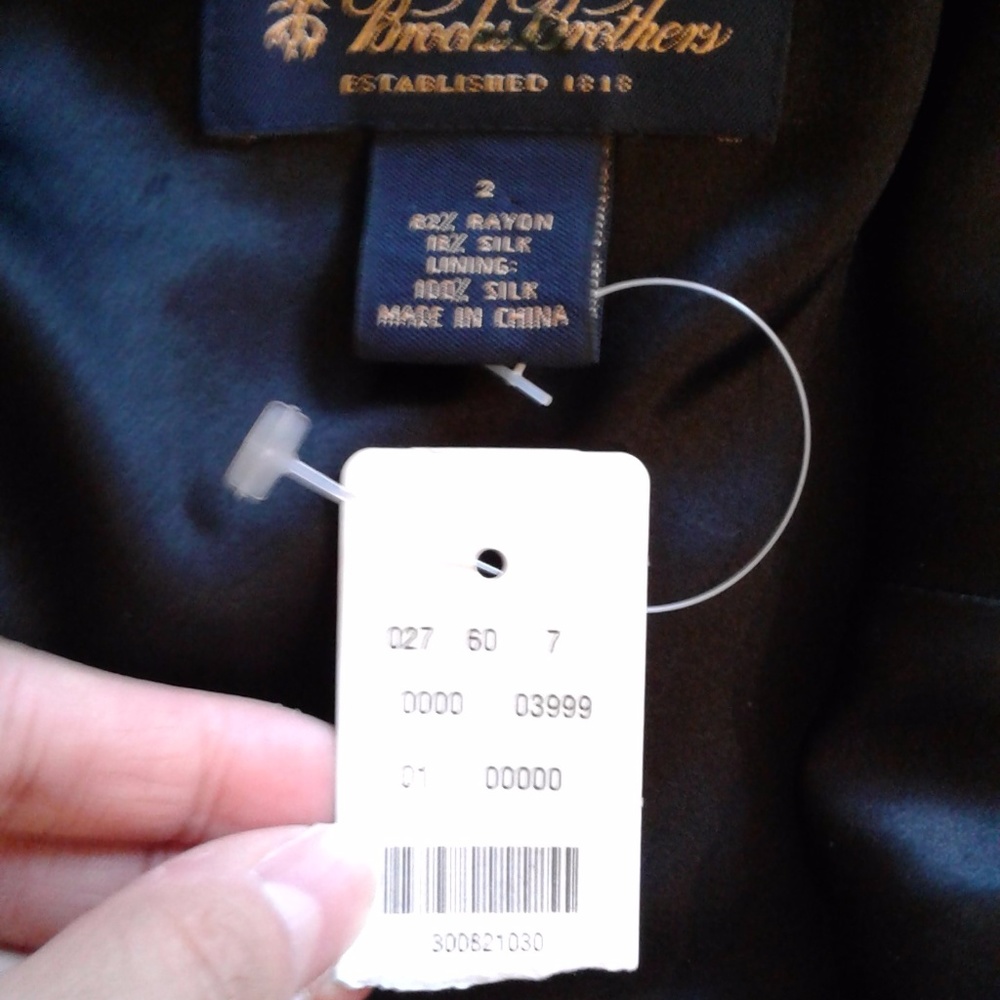 Brooks Brothers
ESTABLISHED 1818
2
82% RAYON
18% SILK
LINING:
100% SILK
MADE IN CHINA
027 60 7
0000 03999
01 00000
300821030